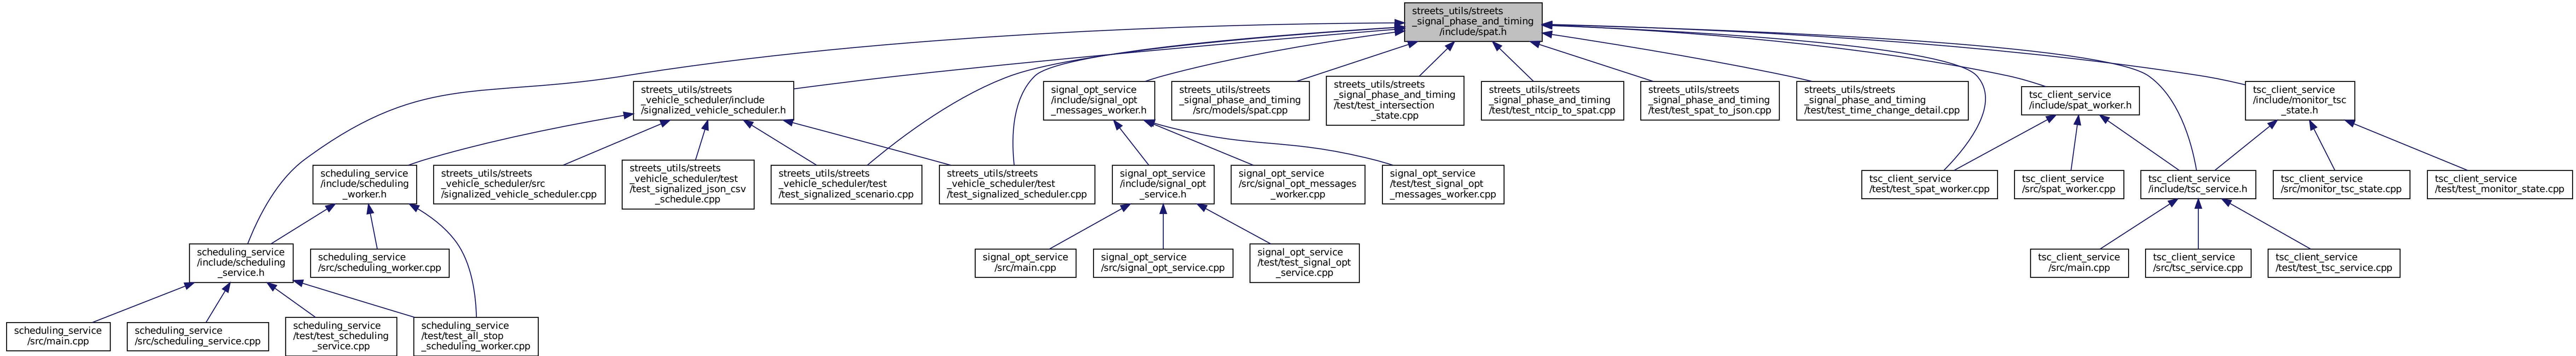 streets_utils/streets
_signal_phase_and_timing
/include/spat.h
streets_utils/streets
_vehicle_scheduler/include
/signalized_vehicle_scheduler.h
signal_opt_service
/include/signal_opt
_messages_worker.h
streets_utils/streets
_signal_phase_and_timing
/src/models/spat.cpp
streets_utils/streets
_signal_phase_and_timing
/test/test_intersection
_state.cpp
streets_utils/streets
_signal_phase_and_timing
/test/test_ntcip_to_spat.cpp
streets_utils/streets
_signal_phase_and_timing
/test/test_spat_to_json.cpp
streets_utils/streets
_signal_phase_and_timing
/test/test_time_change_detail.cpp
tsc_client_service
/include/spat_worker.h
tsc_client_service
/include/monitor_tsc
_state.h
scheduling_service
/include/scheduling
_worker.h
streets_utils/streets
_vehicle_scheduler/src
/signalized_vehicle_scheduler.cpp
streets_utils/streets
_vehicle_scheduler/test
/test_signalized_json_csv
_schedule.cpp
streets_utils/streets
_vehicle_scheduler/test
/test_signalized_scenario.cpp
streets_utils/streets
_vehicle_scheduler/test
/test_signalized_scheduler.cpp
signal_opt_service
/include/signal_opt
_service.h
signal_opt_service
/src/signal_opt_messages
_worker.cpp
signal_opt_service
/test/test_signal_opt
_messages_worker.cpp
tsc_client_service
/test/test_spat_worker.cpp
tsc_client_service
/src/spat_worker.cpp
tsc_client_service
/include/tsc_service.h
tsc_client_service
/src/monitor_tsc_state.cpp
tsc_client_service
/test/test_monitor_state.cpp
scheduling_service
/include/scheduling
_service.h
scheduling_service
/src/scheduling_worker.cpp
signal_opt_service
/src/main.cpp
signal_opt_service
/src/signal_opt_service.cpp
signal_opt_service
/test/test_signal_opt
_service.cpp
tsc_client_service
/src/main.cpp
tsc_client_service
/src/tsc_service.cpp
tsc_client_service
/test/test_tsc_service.cpp
scheduling_service
/src/main.cpp
scheduling_service
/src/scheduling_service.cpp
scheduling_service
/test/test_scheduling
_service.cpp
scheduling_service
/test/test_all_stop
_scheduling_worker.cpp